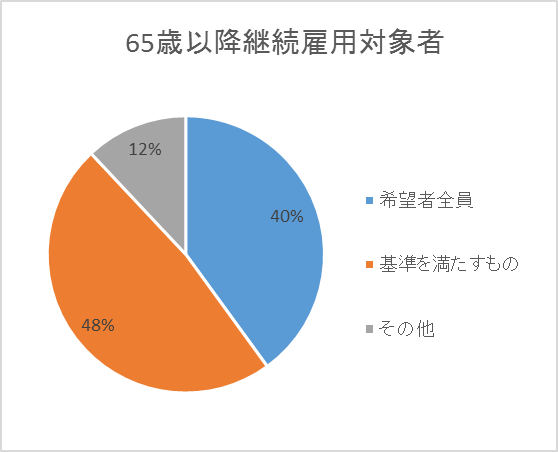 65歳以降継続雇用対象者
12%
40%
48%
希望者全員
基準を満たすもの
その他